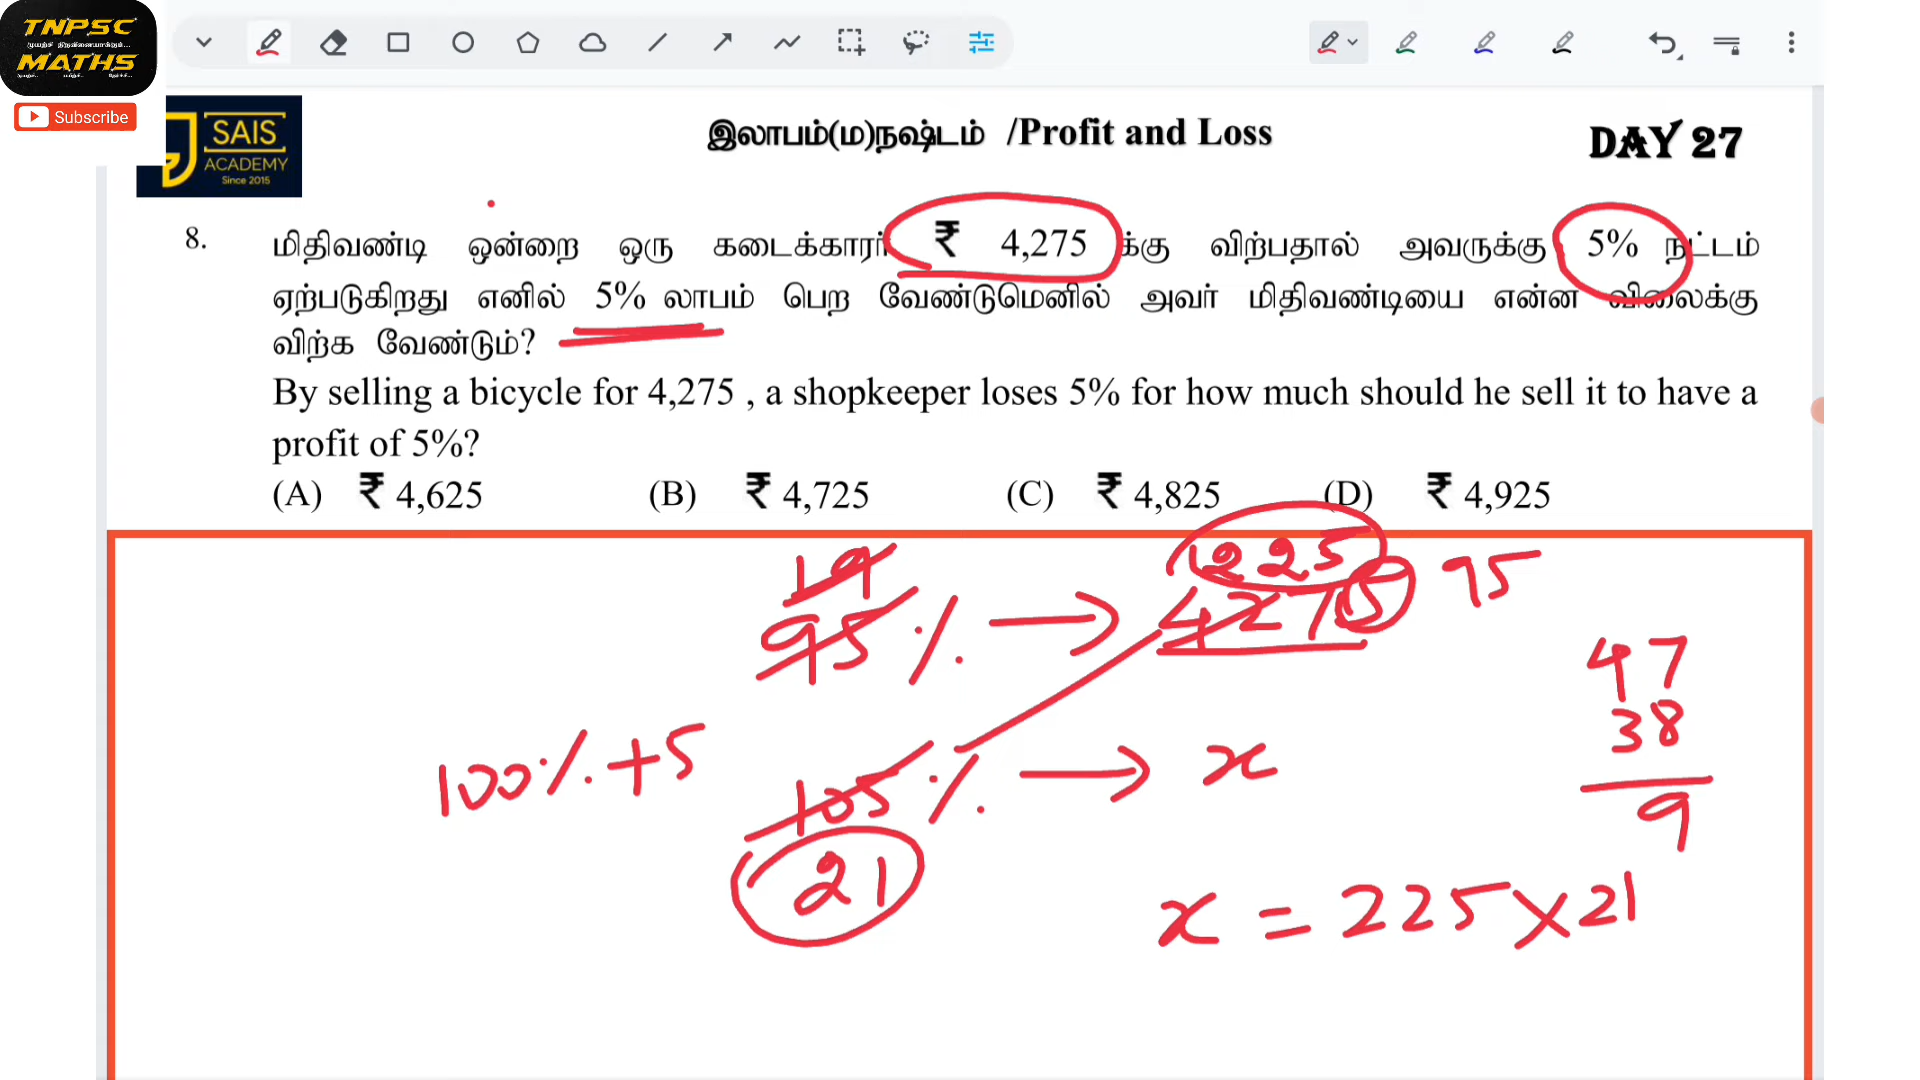 TNPSC
முயற்சி திருவினையாக்கும்...
MATHS
Subscribe
SAIS
ACADEMY
Since 2015
இலாபம்(ம)நஷ்டம் /Profit and Loss
DAY 27
8. மிதிவண்டி ஒன்றை ஒரு கடைக்காரர் ₹ 4,275 க்கு விற்பதால் அவருக்கு 5% நட்டம்
ஏற்படுகிறது எனில் 5% லாபம் பெற வேண்டுமெனில் அவர் மிதிவண்டியை என்ன விலைக்கு
விற்க வேண்டும்?
By selling a bicycle for 4,275 , a shopkeeper loses 5% for how much should he sell it to have a
profit of 5%?
(A) ₹ 4,625 (B) ₹ 4,725 (C) ₹ 4,825 (D) ₹ 4,925
19 225
95 % → 4275 95
47
38
9
100% + 5
105 % → x
21
x = 225 × 21